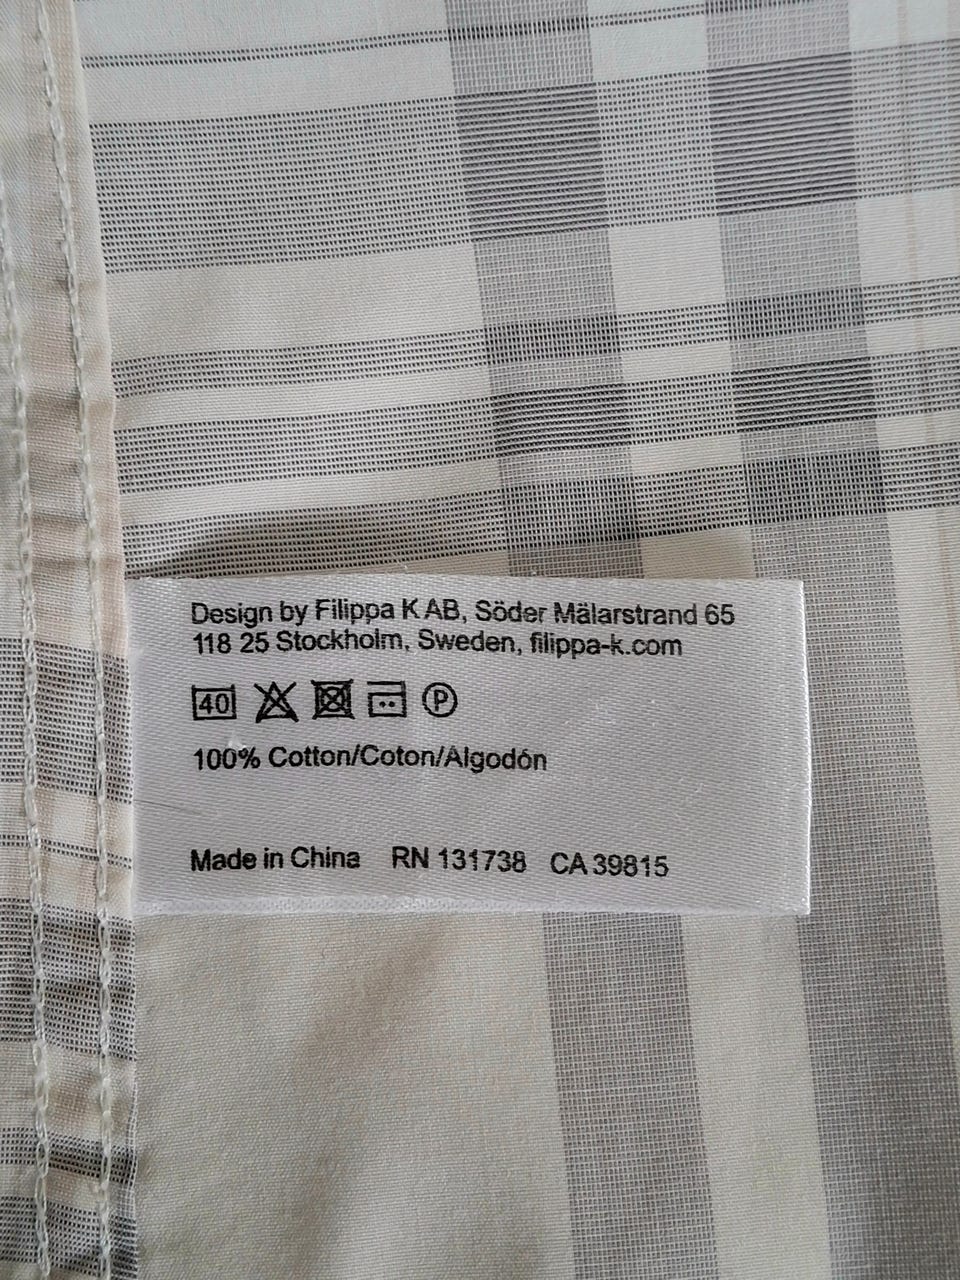 Design by Filippa K AB, Söder Mälarstrand 65
118 25 Stockholm, Sweden, filippa-k.com
40 P
100% Cotton/Coton/Algodón
Made in China RN 131738 CA 39815